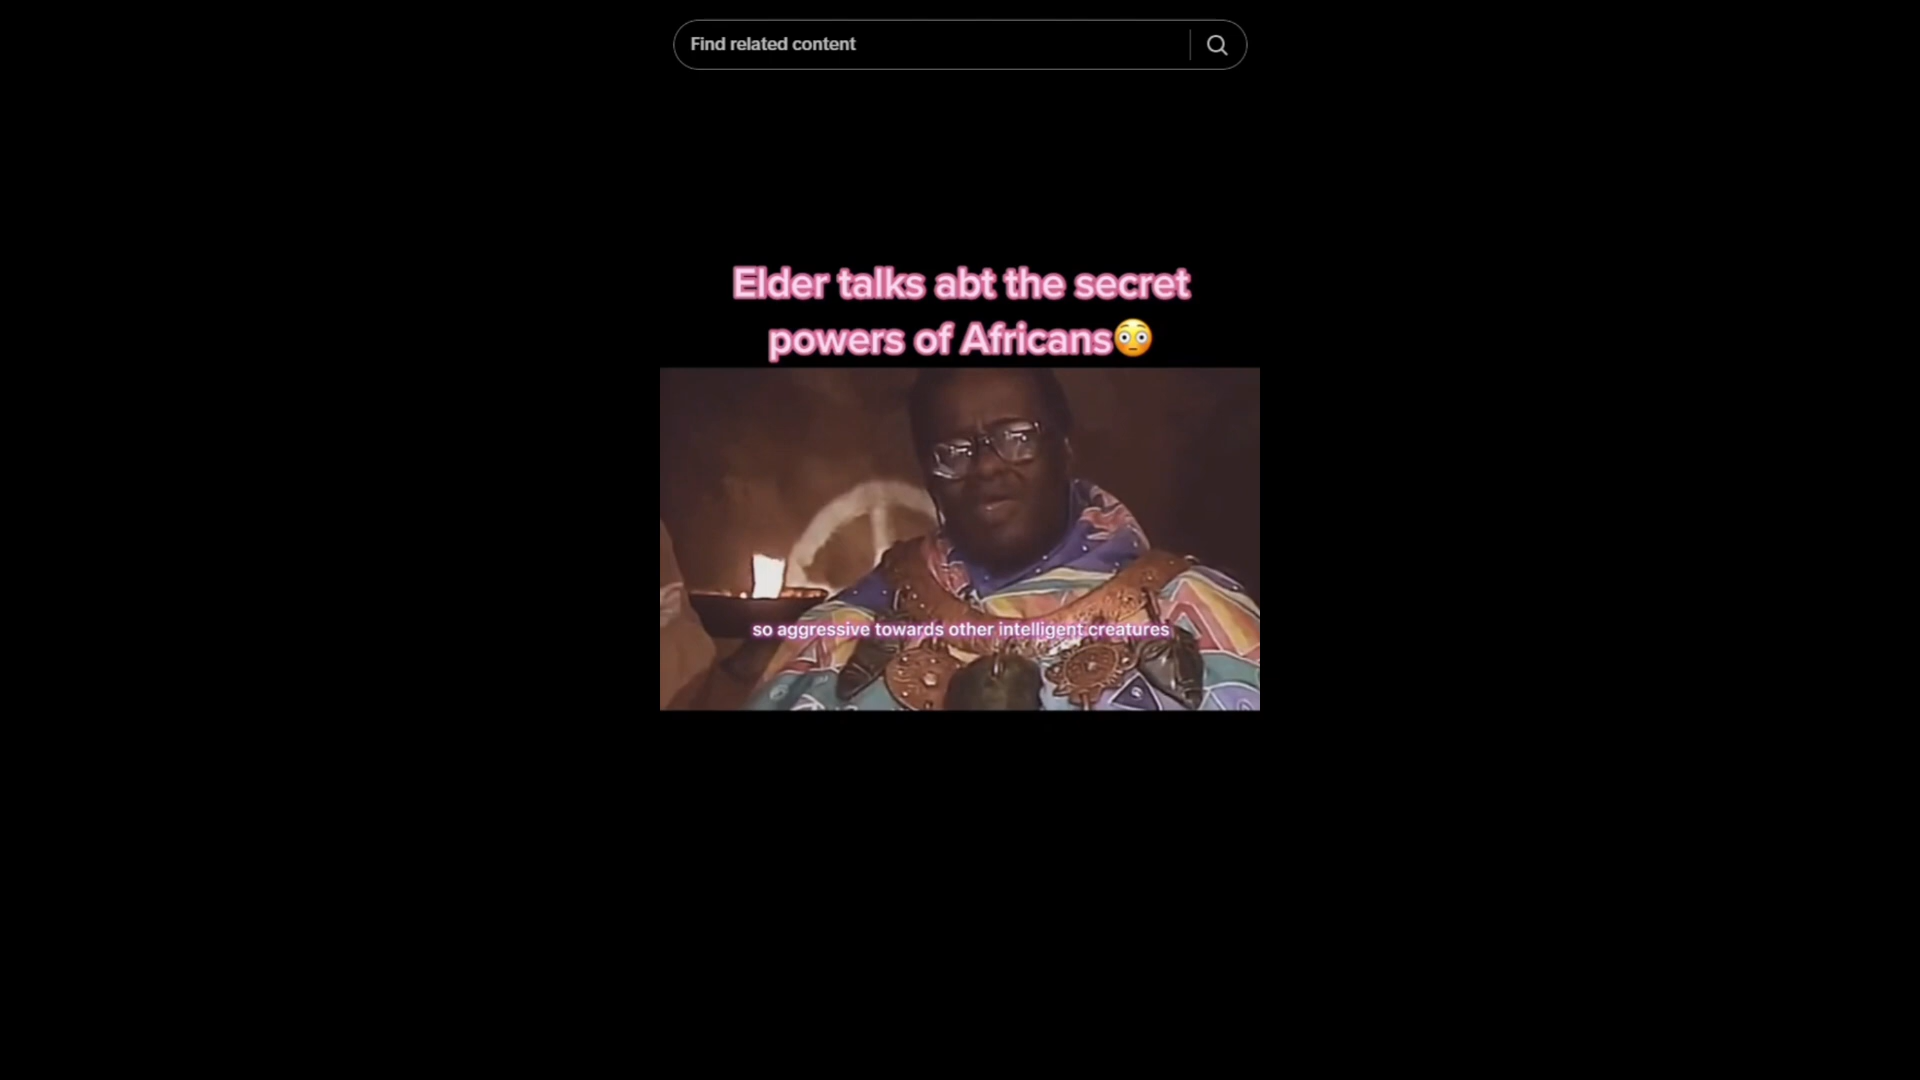 Find related content
Elder talks abt the secret
powers of Africans😳
so aggressive towards other intelligent creatures